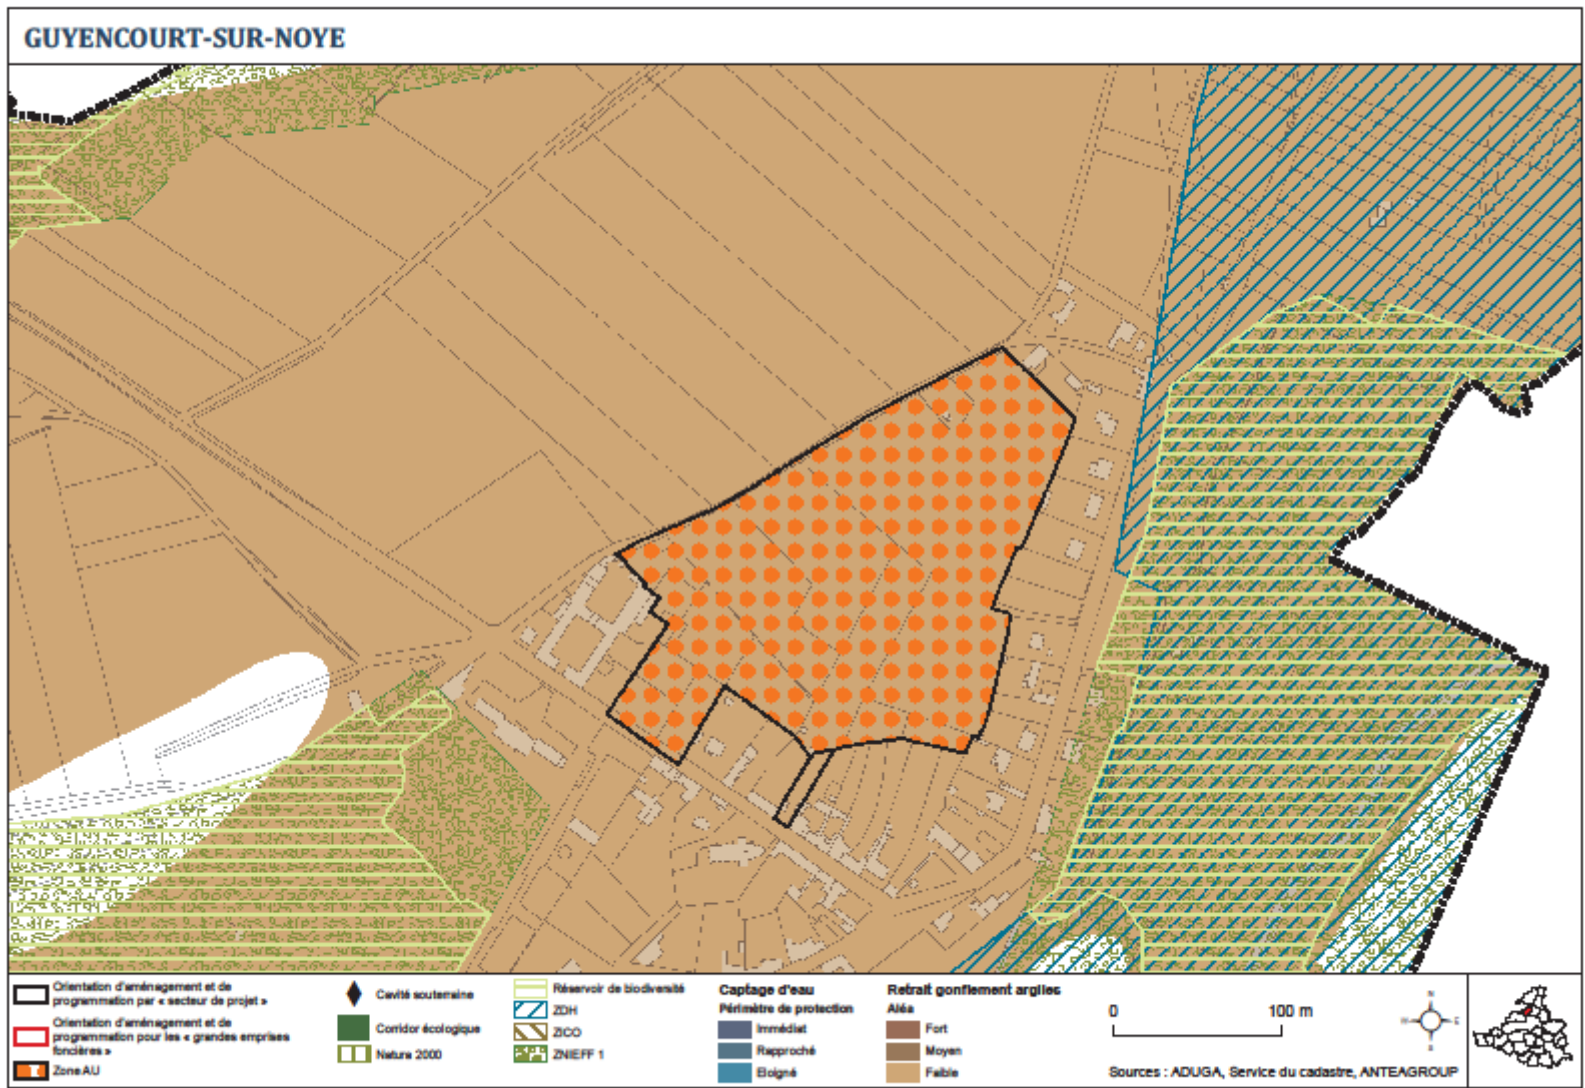 GUYENCOURT-SUR-NOYE
Orientation d'aménagement et de
programmation par « secteur de projet »
Orientation d'aménagement et de
programmation pour les « grandes emprises
foncières »
Zone AU
Cavité souterraine
Corridor écologique
Natura 2000
Réservoir de biodiversité
ZDH
ZICO
ZNIEFF 1
Captage d'eau
Périmètre de protection
Immédiat
Rapproché
Eloigné
Retrait gonflement argiles
Aléa
Fort
Moyen
Faible
0 100 m
Sources : ADUGA, Service du cadastre, ANTEAGROUP
N
E
S